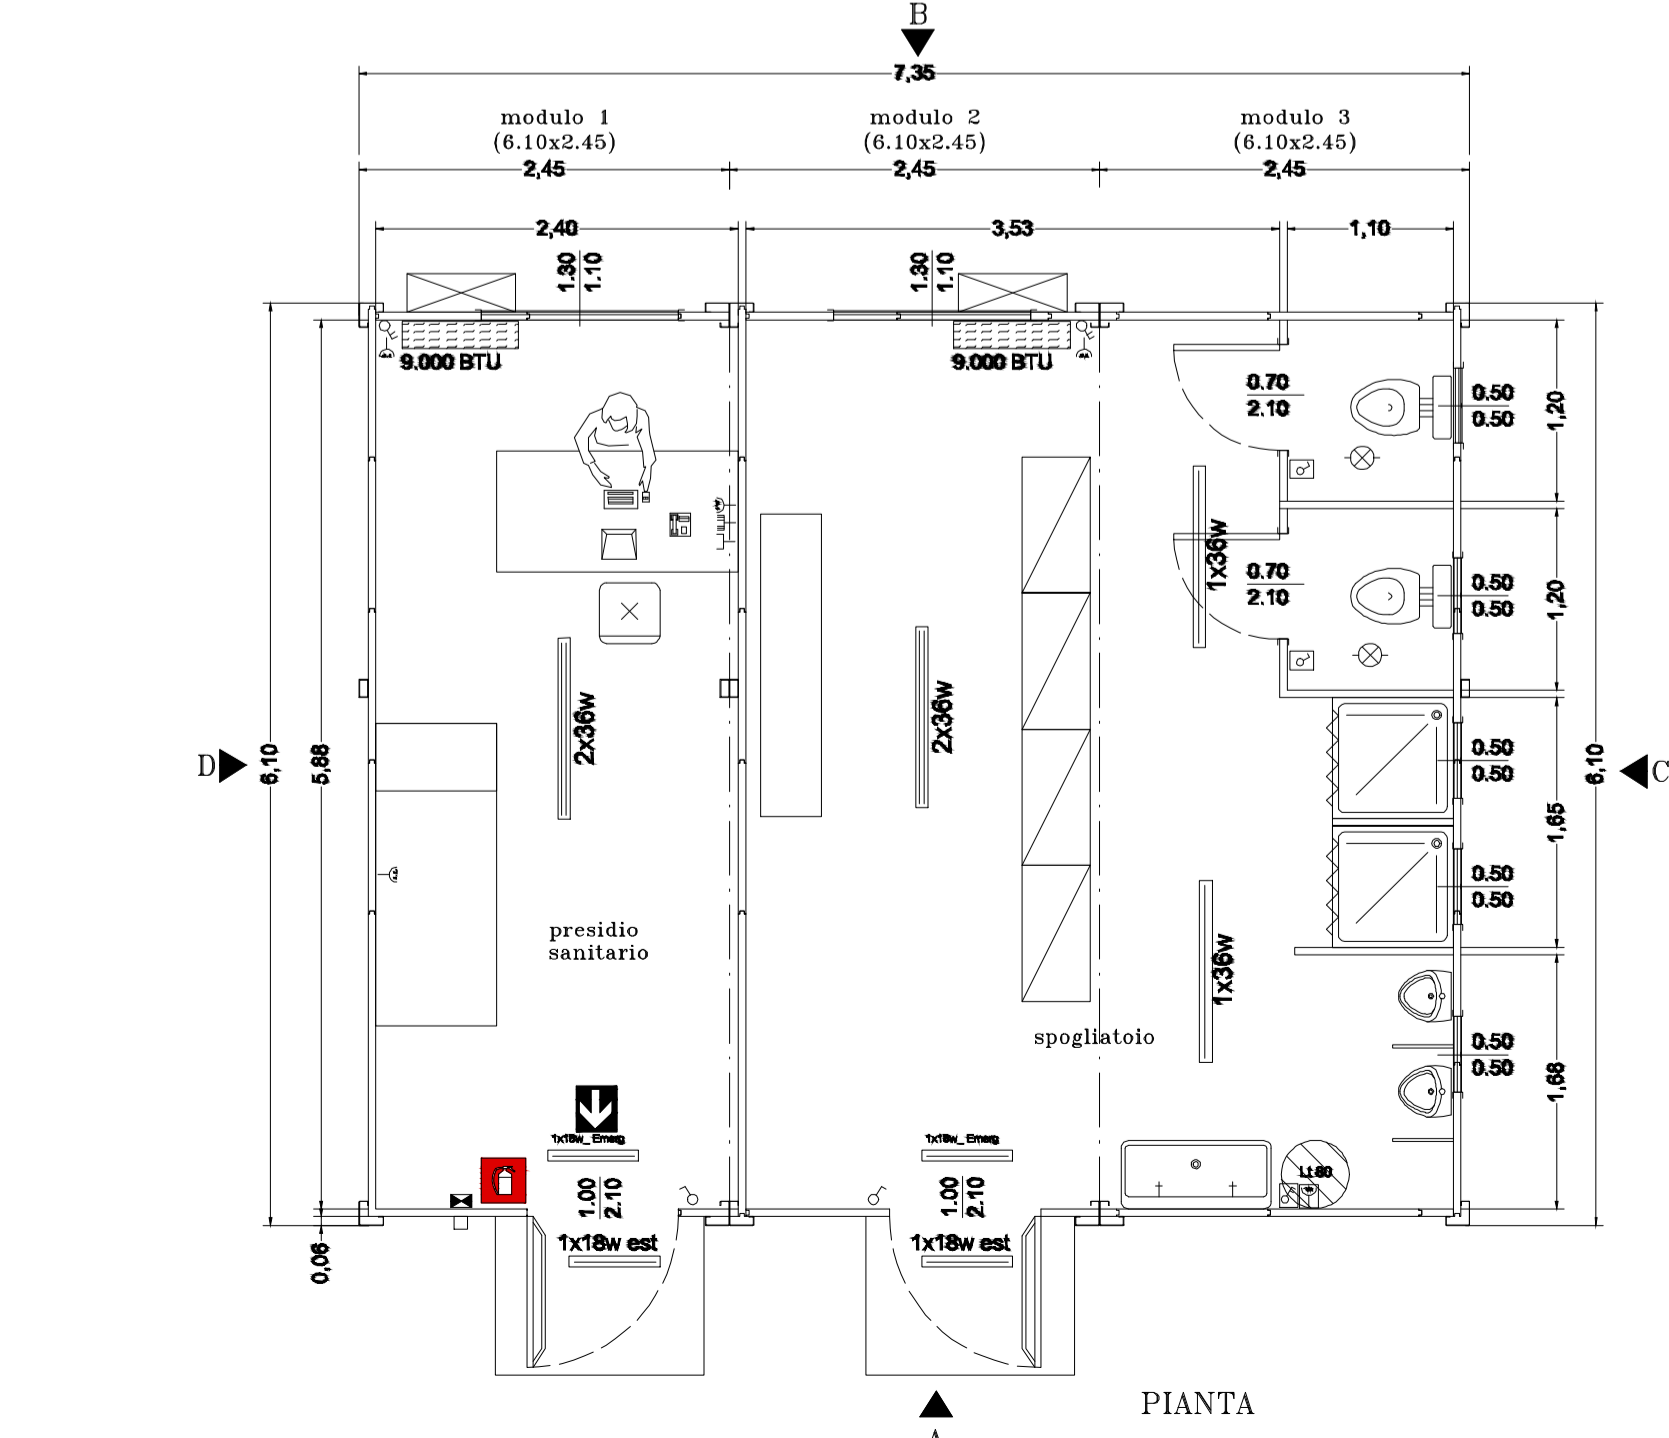 B
7,35
modulo 1
(6.10x2.45)
modulo 2
(6.10x2.45)
modulo 3
(6.10x2.45)
2,45
2,45
2,45
2,40
3,53
1,10
1.30
1.10
1.30
1.10
9.000 BTU
9.000 BTU
0.70
2.10
0.50
0.50
1,20
1x36w
0.70
2.10
0.50
0.50
1,20
2x36w
2x36w
D
6,10
5,88
0.50
0.50
6,10
C
1,65
0.50
0.50
presidio
sanitario
1x36w
spogliatoio
0.50
0.50
1,68
1x18w_ Emerg
1x18w_ Emerg
Lt.80
1.00
2.10
1.00
2.10
0,06
1x18w est
1x18w est
PIANTA
A